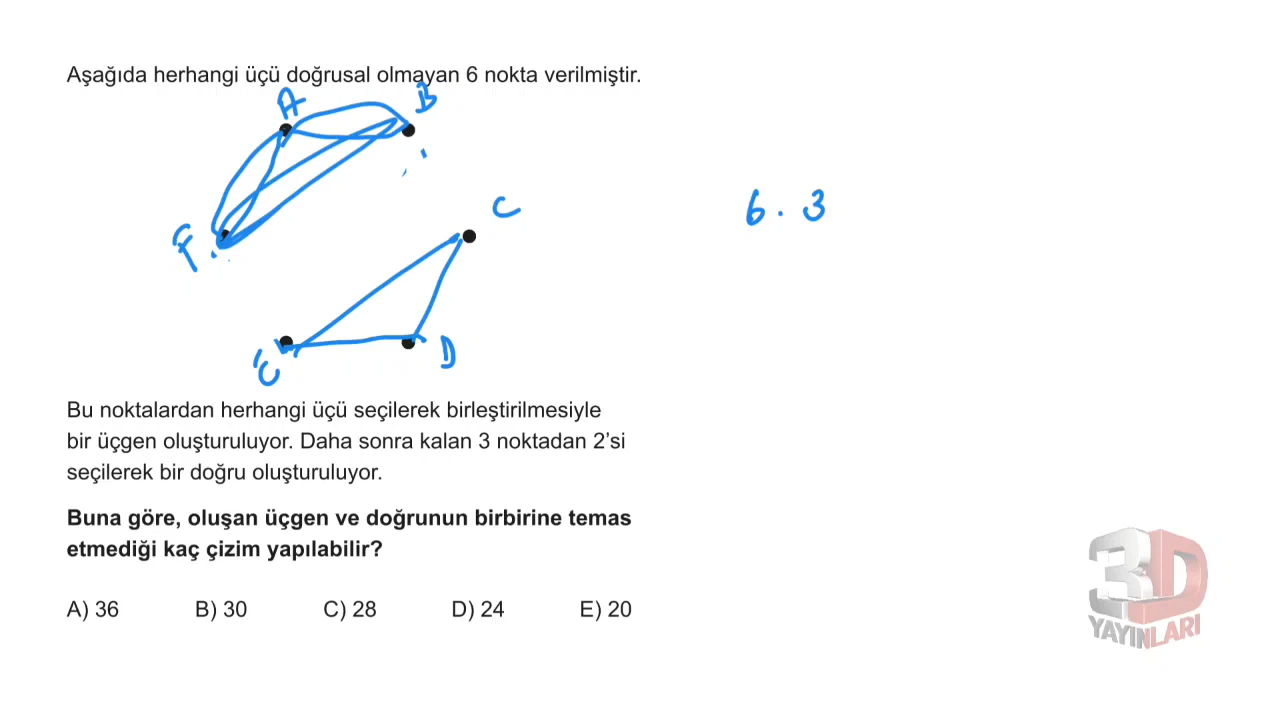 Aşağıda herhangi üçü doğrusal olmayan 6 nokta verilmiştir.
A
B
C
F
6 . 3
D
Bu noktalardan herhangi üçü seçilerek birleştirilmesiyle
bir üçgen oluşturuluyor. Daha sonra kalan 3 noktadan 2'si
seçilerek bir doğru oluşturuluyor.
Buna göre, oluşan üçgen ve doğrunun birbirine temas
etmediği kaç çizim yapılabilir?
A) 36 B) 30 C) 28 D) 24 E) 20
3D
YAYINLARI